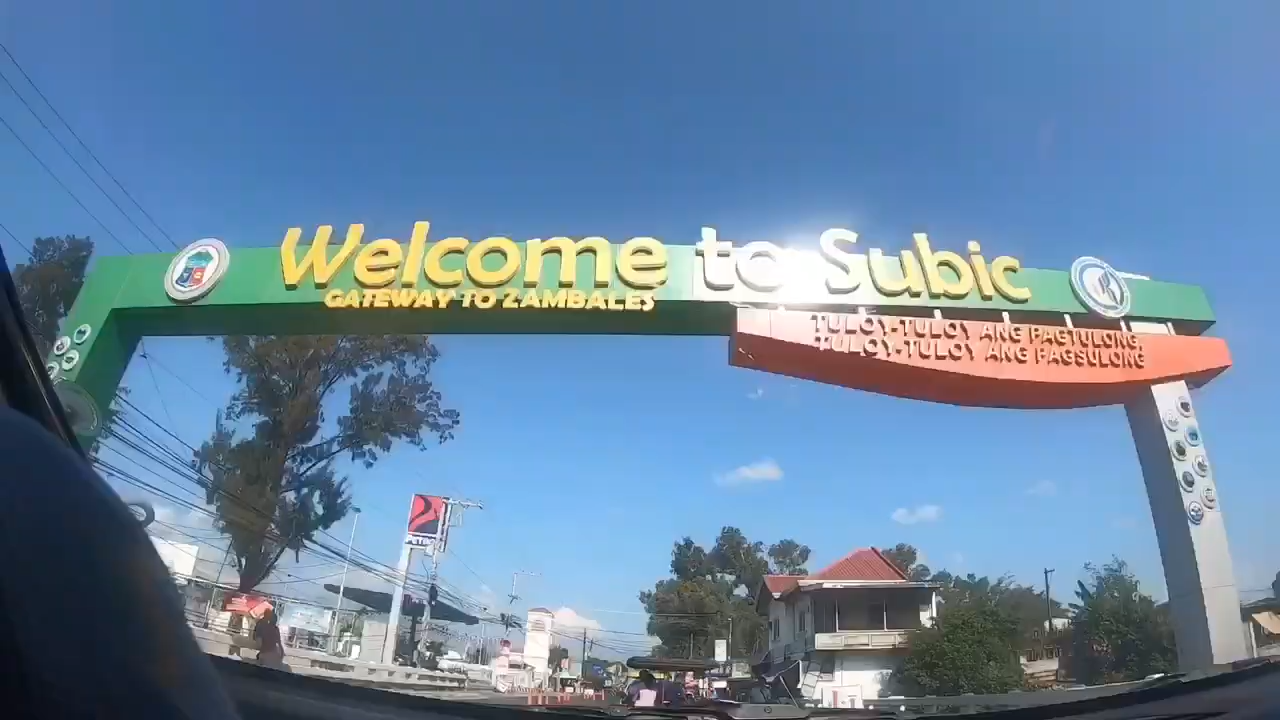 Welcome to Subic
GATEWAY TO ZAMBALES
TULOY-TULOY ANG PAGTULONG,
TULOY-TULOY ANG PAGSULONG